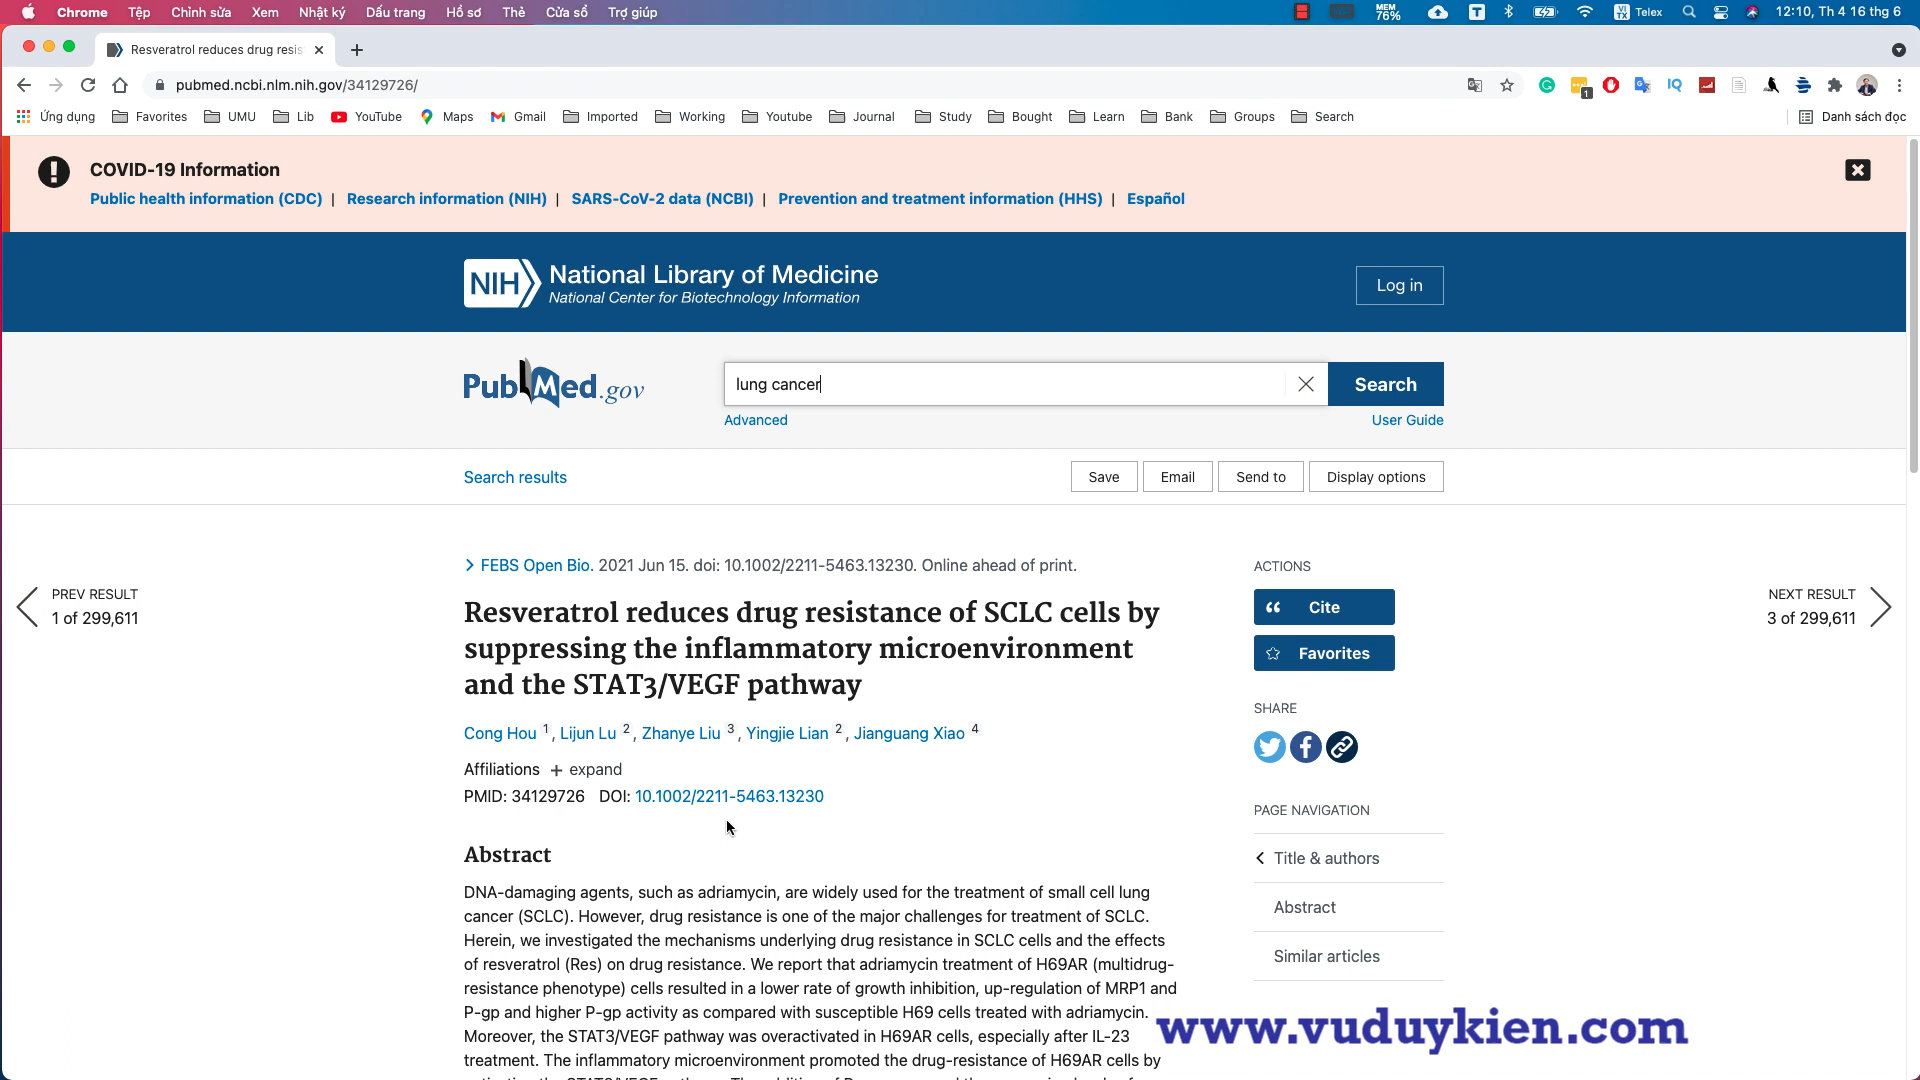 Chrome Tệp Chỉnh sửa Xem Nhật ký Dấu trang Hồ sơ Thẻ Cửa sổ Trợ giúp MEM 76% T VI TX Telex 12:10, Th 4 16 thg 6
Resveratrol reduces drug resis
pubmed.ncbi.nlm.nih.gov/34129726/
Ứng dụng Favorites UMU Lib YouTube Maps Gmail Imported Working Youtube Journal Study Bought Learn Bank Groups Search Danh sách đọc
COVID-19 Information
Public health information (CDC) | Research information (NIH) | SARS-CoV-2 data (NCBI) | Prevention and treatment information (HHS) | Español
NIH National Library of Medicine
National Center for Biotechnology Information
Log in
PubMed.gov
lung cancer
Search
Advanced
User Guide
Search results
Save Email Send to Display options
PREV RESULT
1 of 299,611
NEXT RESULT
3 of 299,611
FEBS Open Bio. 2021 Jun 15. doi: 10.1002/2211-5463.13230. Online ahead of print.
Resveratrol reduces drug resistance of SCLC cells by
suppressing the inflammatory microenvironment
and the STAT3/VEGF pathway
Cong Hou 1, Lijun Lu 2, Zhanye Liu 3, Yingjie Lian 2, Jianguang Xiao 4
Affiliations + expand
PMID: 34129726 DOI: 10.1002/2211-5463.13230
Abstract
DNA-damaging agents, such as adriamycin, are widely used for the treatment of small cell lung
cancer (SCLC). However, drug resistance is one of the major challenges for treatment of SCLC.
Herein, we investigated the mechanisms underlying drug resistance in SCLC cells and the effects
of resveratrol (Res) on drug resistance. We report that adriamycin treatment of H69AR (multidrug-
resistance phenotype) cells resulted in a lower rate of growth inhibition, up-regulation of MRP1 and
P-gp and higher P-gp activity as compared with susceptible H69 cells treated with adriamycin.
Moreover, the STAT3/VEGF pathway was overactivated in H69AR cells, especially after IL-23
treatment. The inflammatory microenvironment promoted the drug-resistance of H69AR cells by
ACTIONS
Cite
Favorites
SHARE
PAGE NAVIGATION
Title & authors
Abstract
Similar articles
www.vuduykien.com